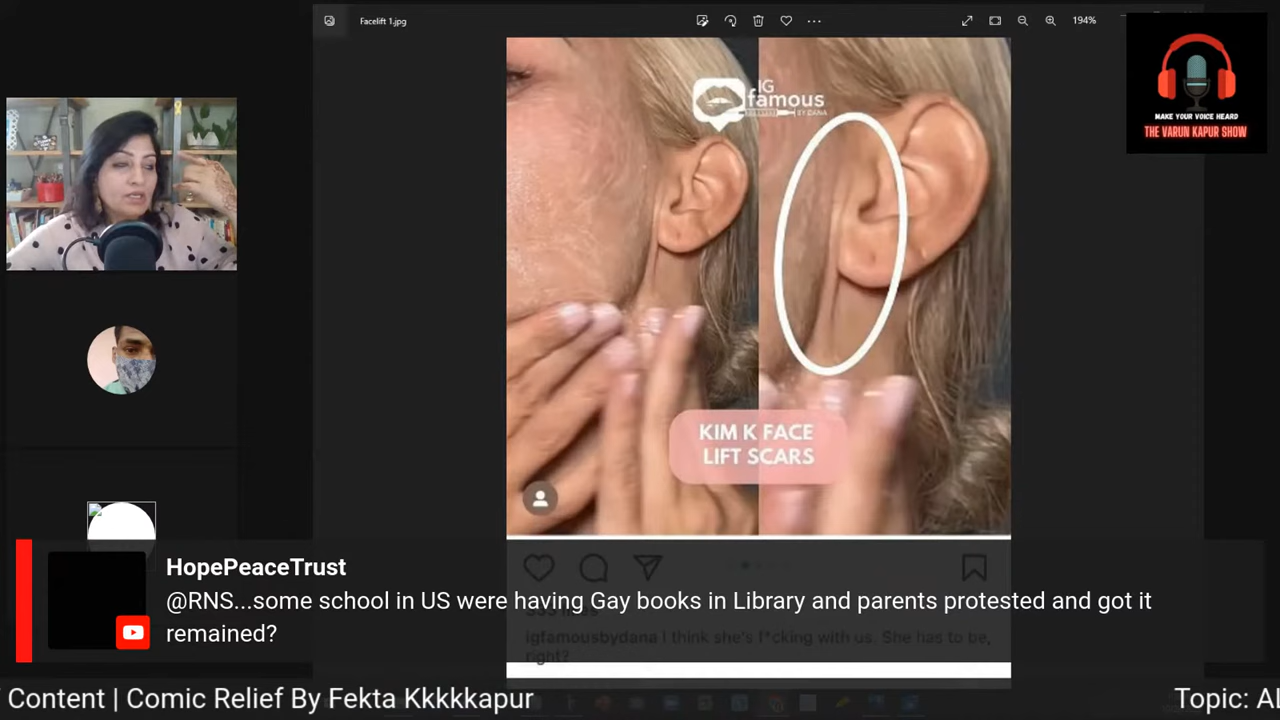 Facelift 1.jpg
194%
IG
famous
BY DANA
MAKE YOUR VOICE HEARD
THE VARUN KAPUR SHOW
KIM K FACE
LIFT SCARS
HopePeaceTrust
@RNS...some school in US were having Gay books in Library and parents protested and got it
remained?
igfamousbydana I think she's f*cking with us. She has to be,
right?
Content | Comic Relief By Fekta Kkkkkapur
Topic: Al